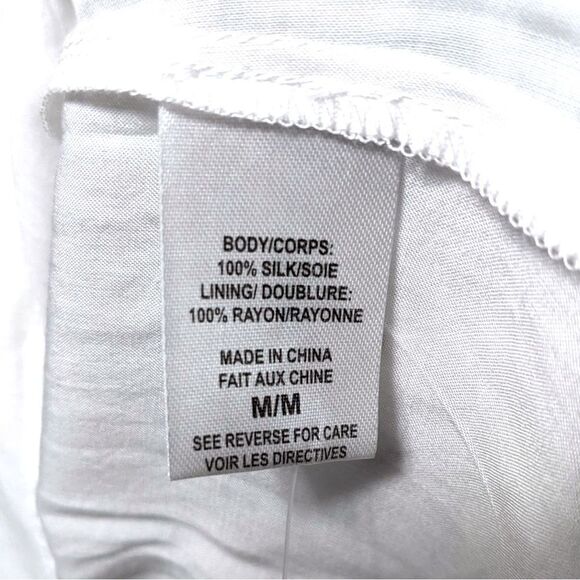 BODY/CORPS:
100% SILK/SOIE
LINING/ DOUBLURE:
100% RAYON/RAYONNE
MADE IN CHINA
FAIT AUX CHINE
M/M
SEE REVERSE FOR CARE
VOIR LES DIRECTIVES